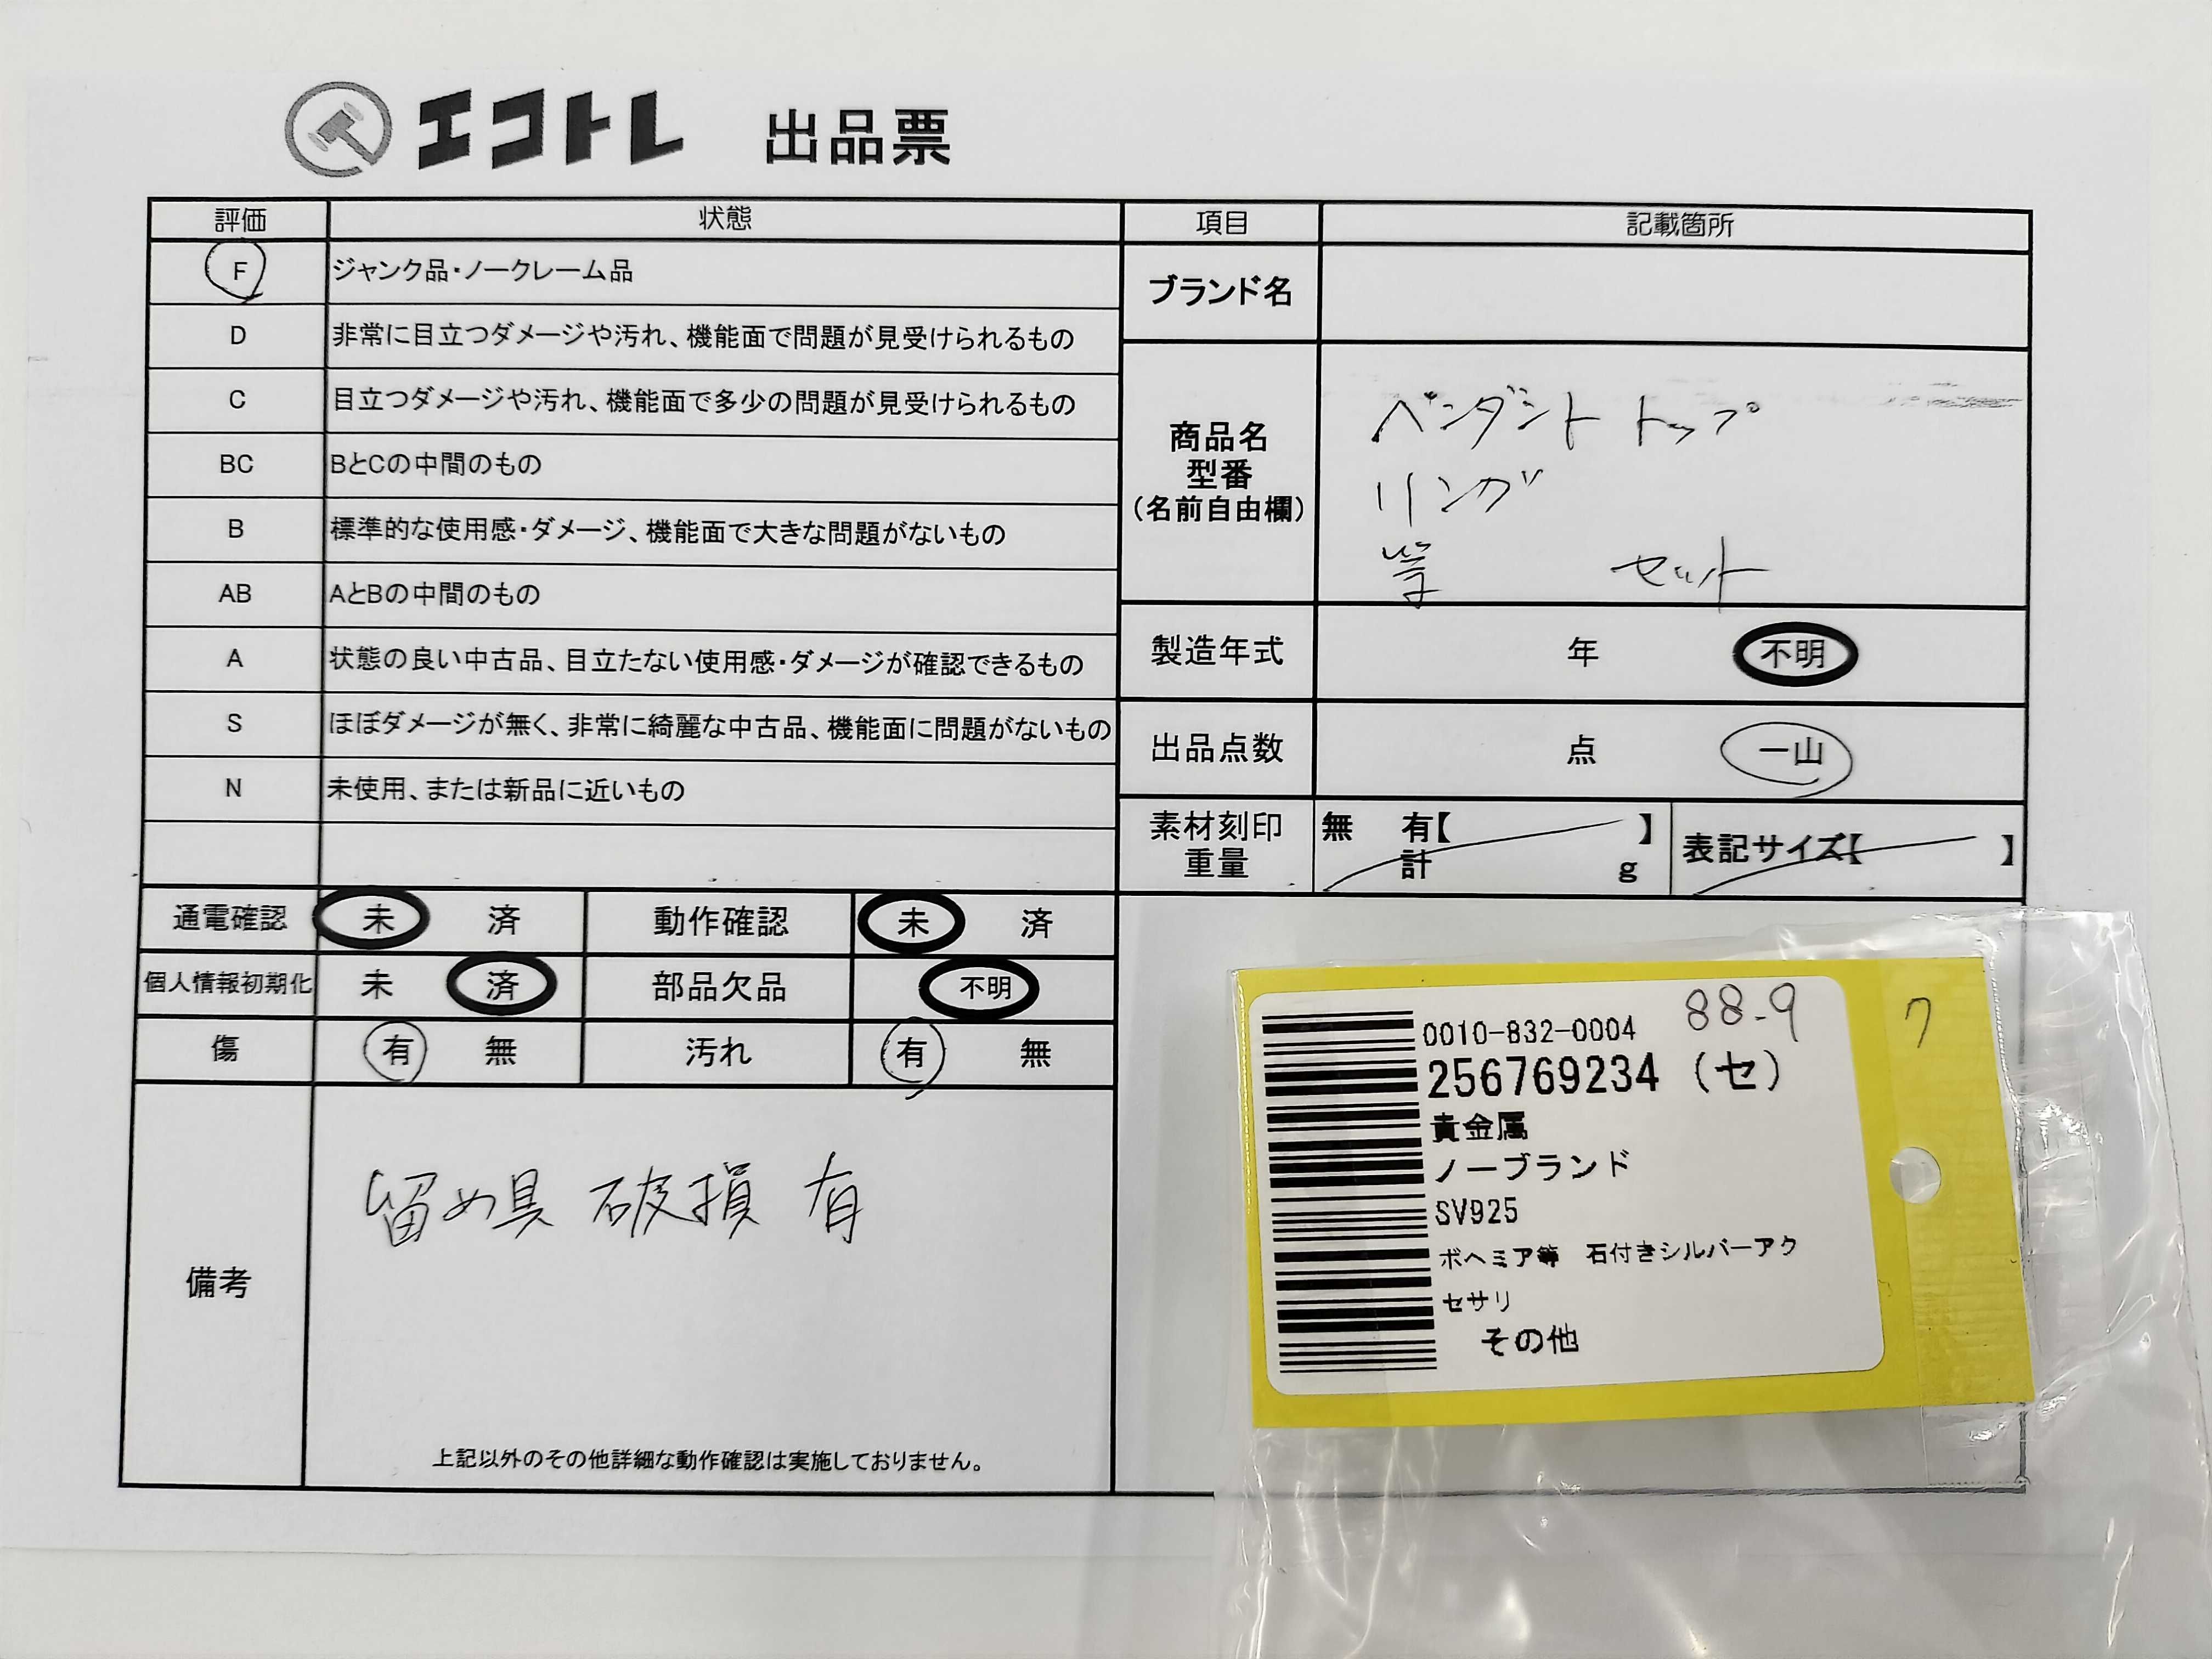 エコトレ 出品票
評価 状態
F ジャンク品・ノークレーム品
D 非常に目立つダメージや汚れ、機能面で問題が見受けられるもの
C 目立つダメージや汚れ、機能面で多少の問題が見受けられるもの
BC BとCの中間のもの
B 標準的な使用感・ダメージ、機能面で大きな問題がないもの
AB AとBの中間のもの
A 状態の良い中古品、目立たない使用感・ダメージが確認できるもの
S ほぼダメージが無く、非常に綺麗な中古品、機能面に問題がないもの
N 未使用、または新品に近いもの
項目 記載箇所
ブランド名
商品名
型番
(名前自由欄)
ペンダント トップ
リング
等 セット
製造年式 年 不明
出品点数 点 一山
素材刻印
重量
無 有【 】
計 g
表記サイズ【 】
通電確認 未 済 動作確認 未 済
個人情報初期化 未 済 部品欠品 不明
傷 有 無 汚れ 有 無
備考
留め具 破損 有
上記以外のその他詳細な動作確認は実施しておりません。
88-9
0010-832-0004
256769234 (セ)
貴金属
ノーブランド
SV925
ボヘミア等 石付きシルバーアク
セサリ
その他